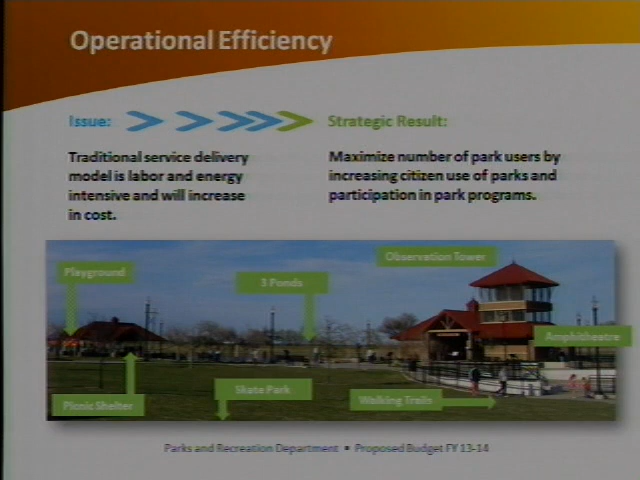 Operational Efficiency
Issue:
Strategic Result:
Traditional service delivery
model is labor and energy
intensive and will increase
in cost.
Maximize number of park users by
increasing citizen use of parks and
participation in park programs.
Playground
3 Ponds
Observation Tower
Amphitheatre
Picnic Shelter
Skate Park
Walking Trails
Parks and Recreation Department ▪ Proposed Budget FY 13-14